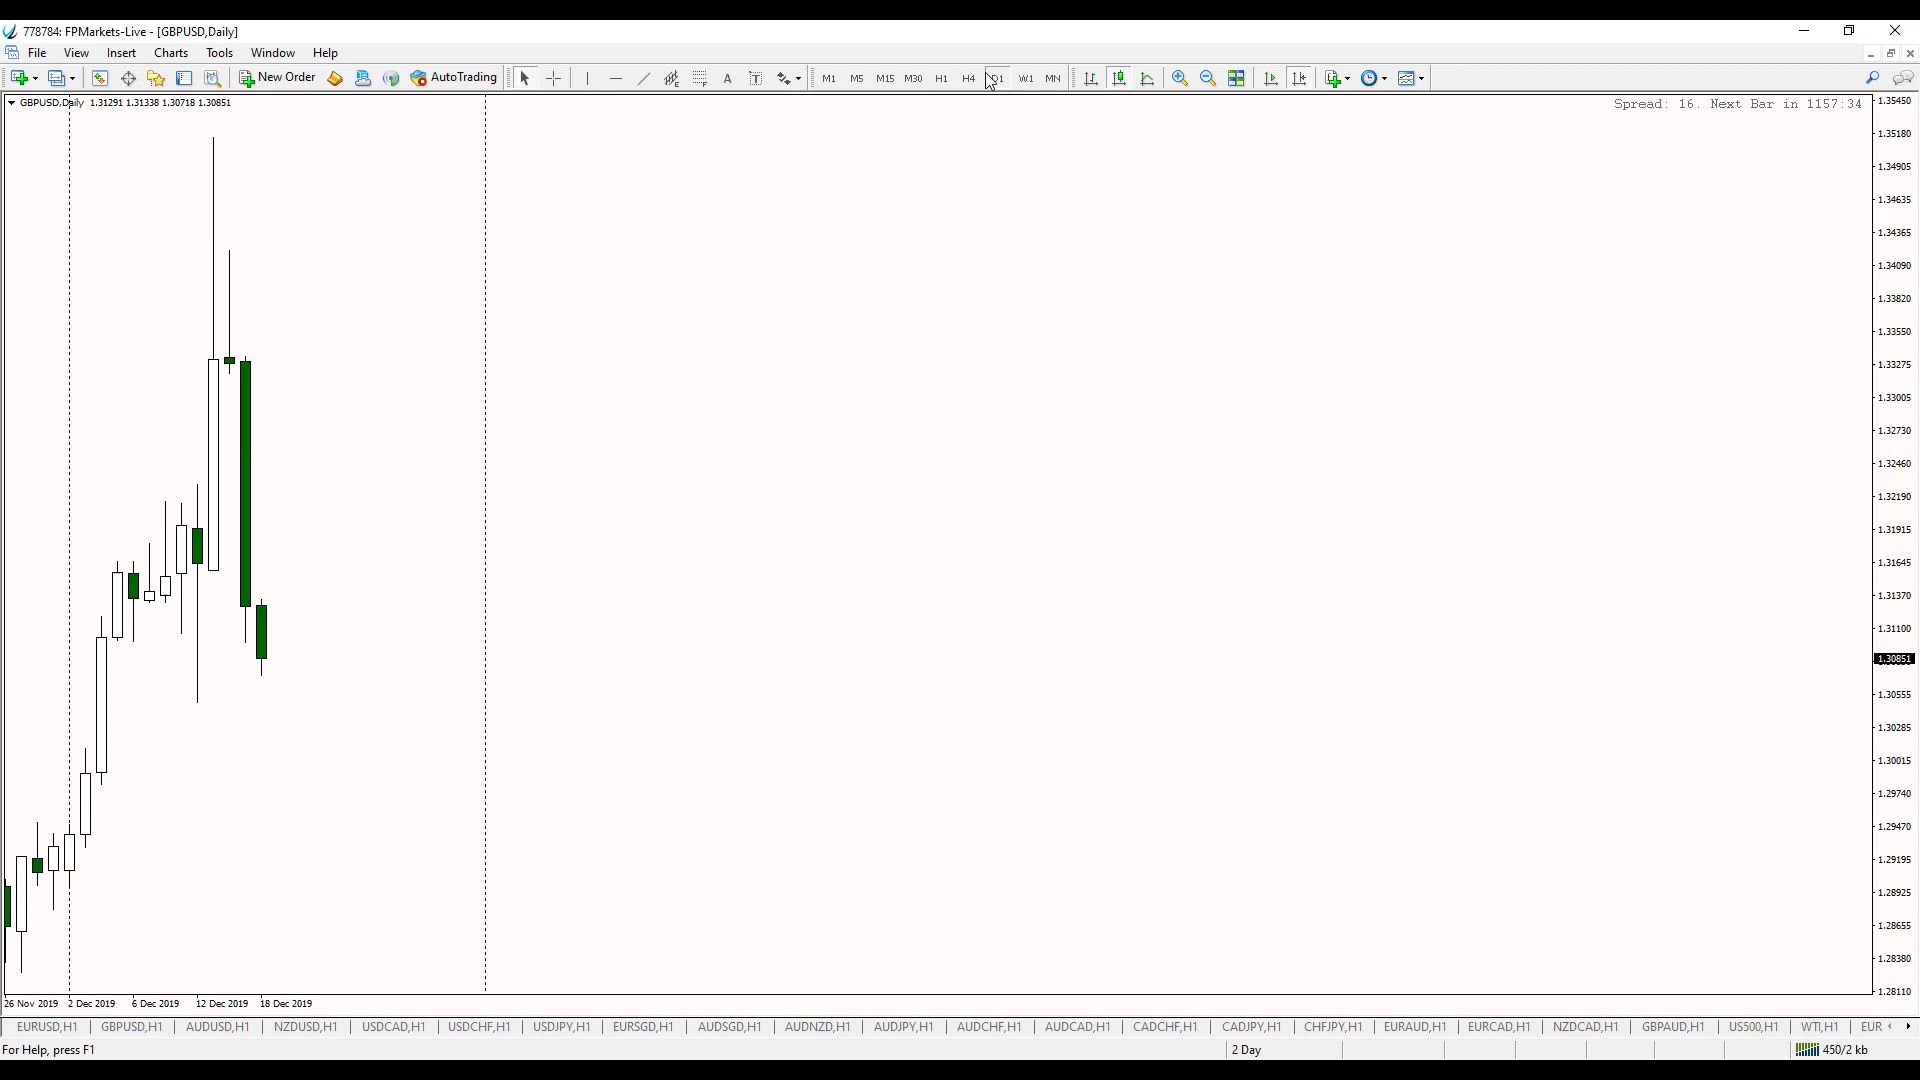 778784: FPMarkets-Live - [GBPUSD,Daily]
File View Insert Charts Tools Window Help
New Order AutoTrading A T M1 M5 M15 M30 H1 H4 D1 W1 MN
GBPUSD,Daily 1.31291 1.31338 1.30718 1.30851
Spread: 16. Next Bar in 1157:34
1.35450
1.35180
1.34905
1.34635
1.34365
1.34090
1.33820
1.33550
1.33275
1.33005
1.32730
1.32460
1.32190
1.31915
1.31645
1.31370
1.31100
1.30851
1.30555
1.30285
1.30015
1.29740
1.29470
1.29195
1.28925
1.28655
1.28380
1.28110
26 Nov 2019 2 Dec 2019 6 Dec 2019 12 Dec 2019 18 Dec 2019
EURUSD,H1 GBPUSD,H1 AUDUSD,H1 NZDUSD,H1 USDCAD,H1 USDCHF,H1 USDJPY,H1 EURSGD,H1 AUDSGD,H1 AUDNZD,H1 AUDJPY,H1 AUDCHF,H1 AUDCAD,H1 CADCHF,H1 CADJPY,H1 CHFJPY,H1 EURAUD,H1 EURCAD,H1 NZDCAD,H1 GBPAUD,H1 US500,H1 WTI,H1 EUR
For Help, press F1
2 Day
450/2 kb